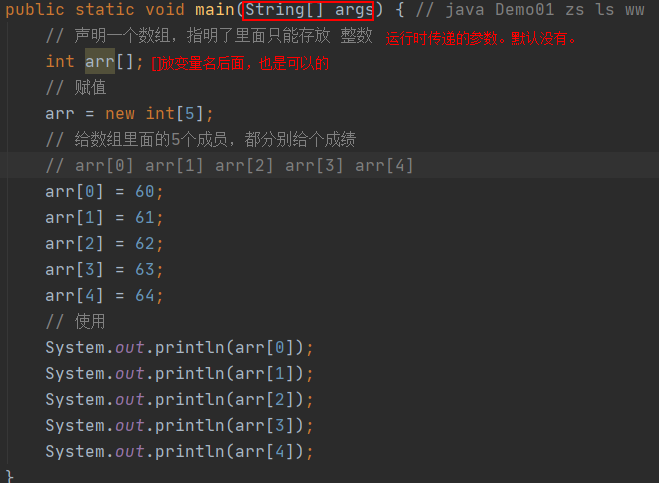 public static void main(String[] args) { // java Demo01 zs ls ww
// 声明一个数组，指明了里面只能存放 整数 运行时传递的参数。默认没有。
int arr[]; []放变量名后面，也是可以的
// 赋值
arr = new int[5];
// 给数组里面的5个成员，都分别给个成绩
// arr[0] arr[1] arr[2] arr[3] arr[4]
arr[0] = 60;
arr[1] = 61;
arr[2] = 62;
arr[3] = 63;
arr[4] = 64;
// 使用
System.out.println(arr[0]);
System.out.println(arr[1]);
System.out.println(arr[2]);
System.out.println(arr[3]);
System.out.println(arr[4]);
}